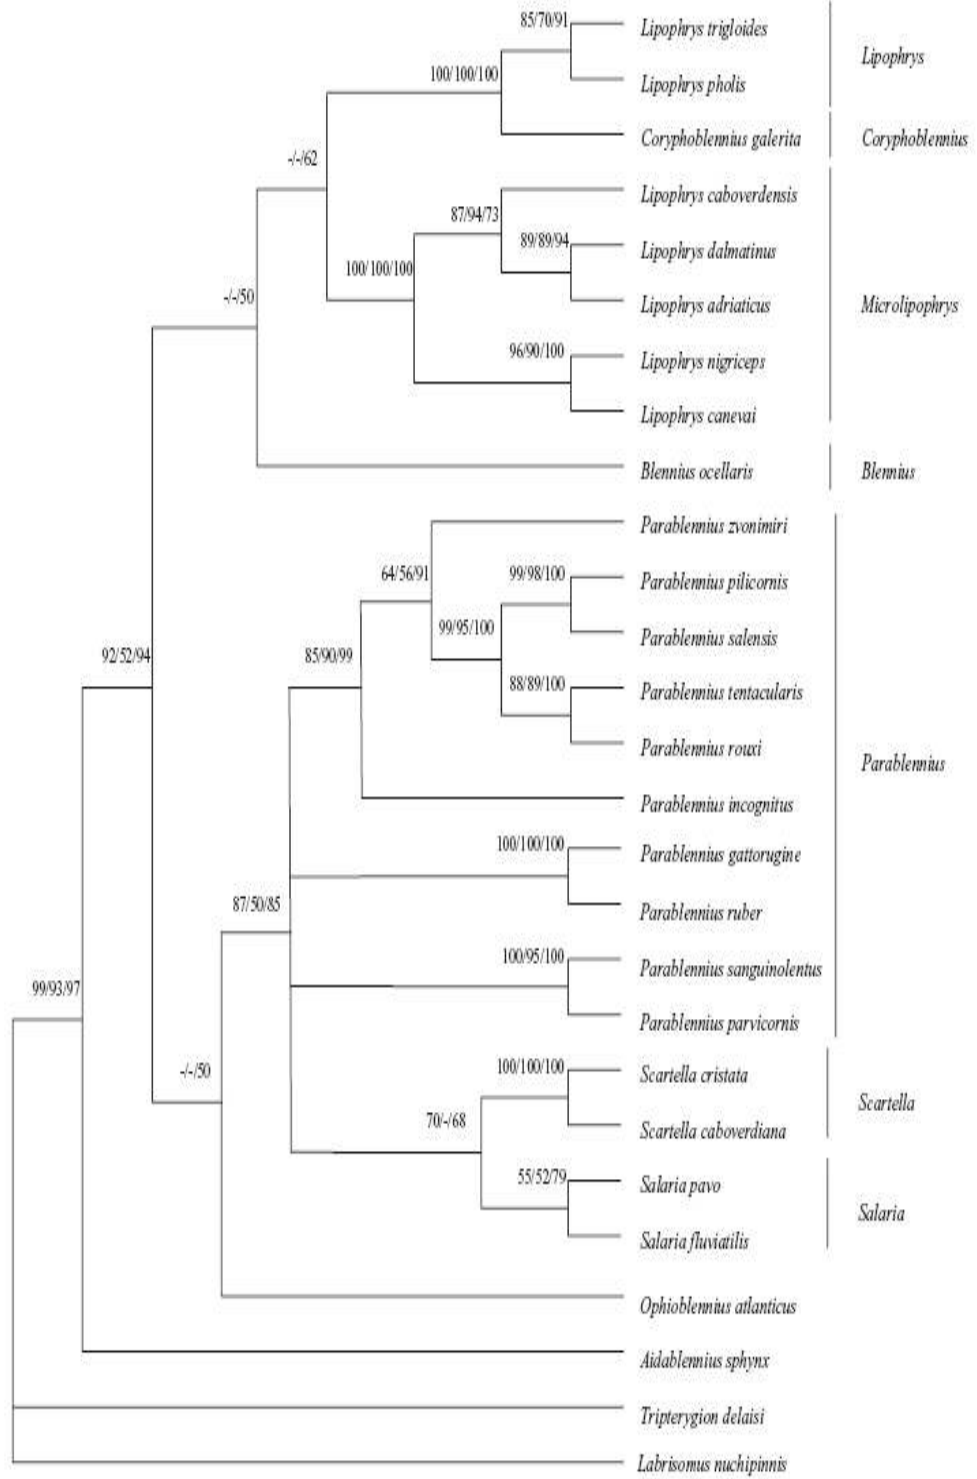 85/70/91
Lipophrys trigloides
Lipophrys
100/100/100
Lipophrys pholis
Coryphoblennius galerita
Coryphoblennius
-/-/62
Lipophrys caboverdensis
87/94/73
89/89/94
Lipophrys dalmatinus
100/100/100
-/-/50
Lipophrys adriaticus
Microlipophrys
96/90/100
Lipophrys nigriceps
Lipophrys canevai
Blennius ocellaris
Blennius
Parablennius zvonimiri
64/56/91
99/98/100
Parablennius pilicornis
99/95/100
Parablennius salensis
92/52/94
85/90/99
88/89/100
Parablennius tentacularis
Parablennius rouxi
Parablennius
Parablennius incognitus
100/100/100
Parablennius gattorugine
87/50/85
Parablennius ruber
100/95/100
Parablennius sanguinolentus
99/93/97
Parablennius parvicornis
-/-/50
100/100/100
Scartella cristata
Scartella
70/-/68
Scartella caboverdiana
55/52/79
Salaria pavo
Salaria
Salaria fluviatilis
Ophioblennius atlanticus
Aidablennius sphynx
Tripterygion delaisi
Labrisomus nuchipinnis